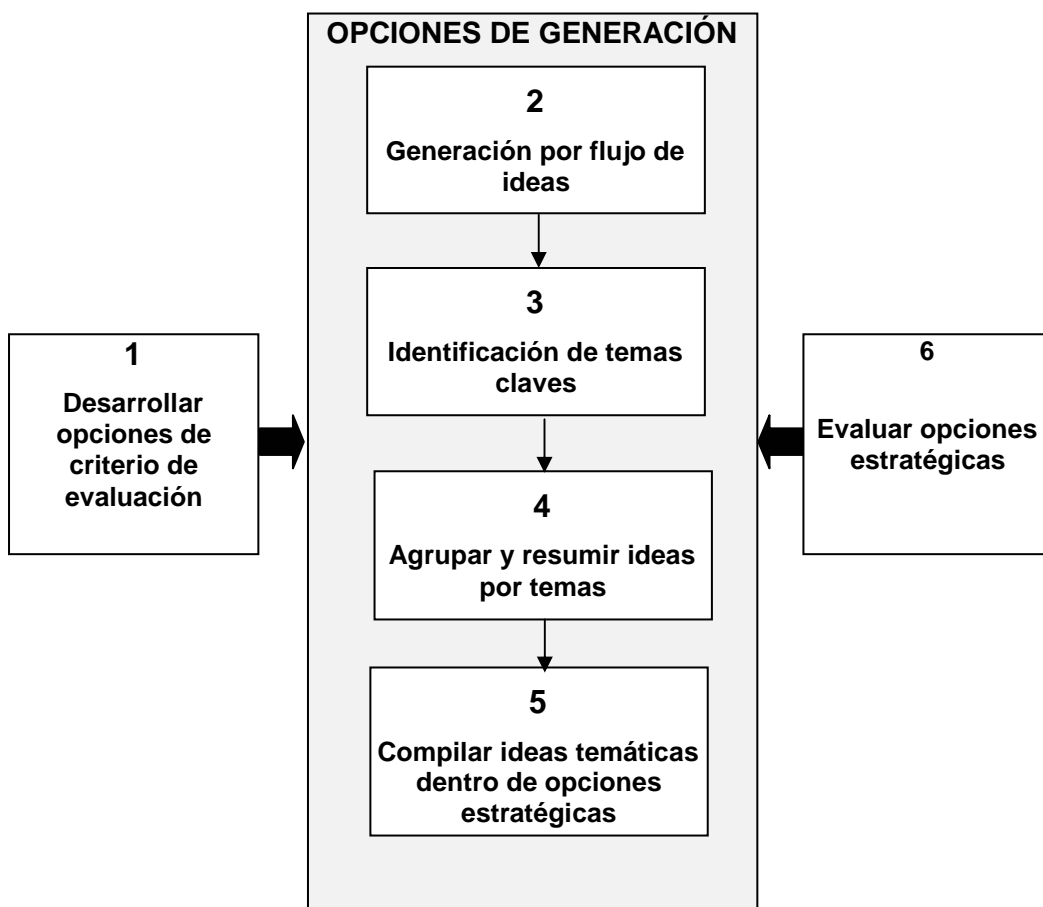 OPCIONES DE GENERACIÓN
2
Generación por flujo de
ideas
3
Identificación de temas
claves
1
Desarrollar
opciones de
criterio de
evaluación
6
Evaluar opciones
estratégicas
4
Agrupar y resumir ideas
por temas
5
Compilar ideas temáticas
dentro de opciones
estratégicas